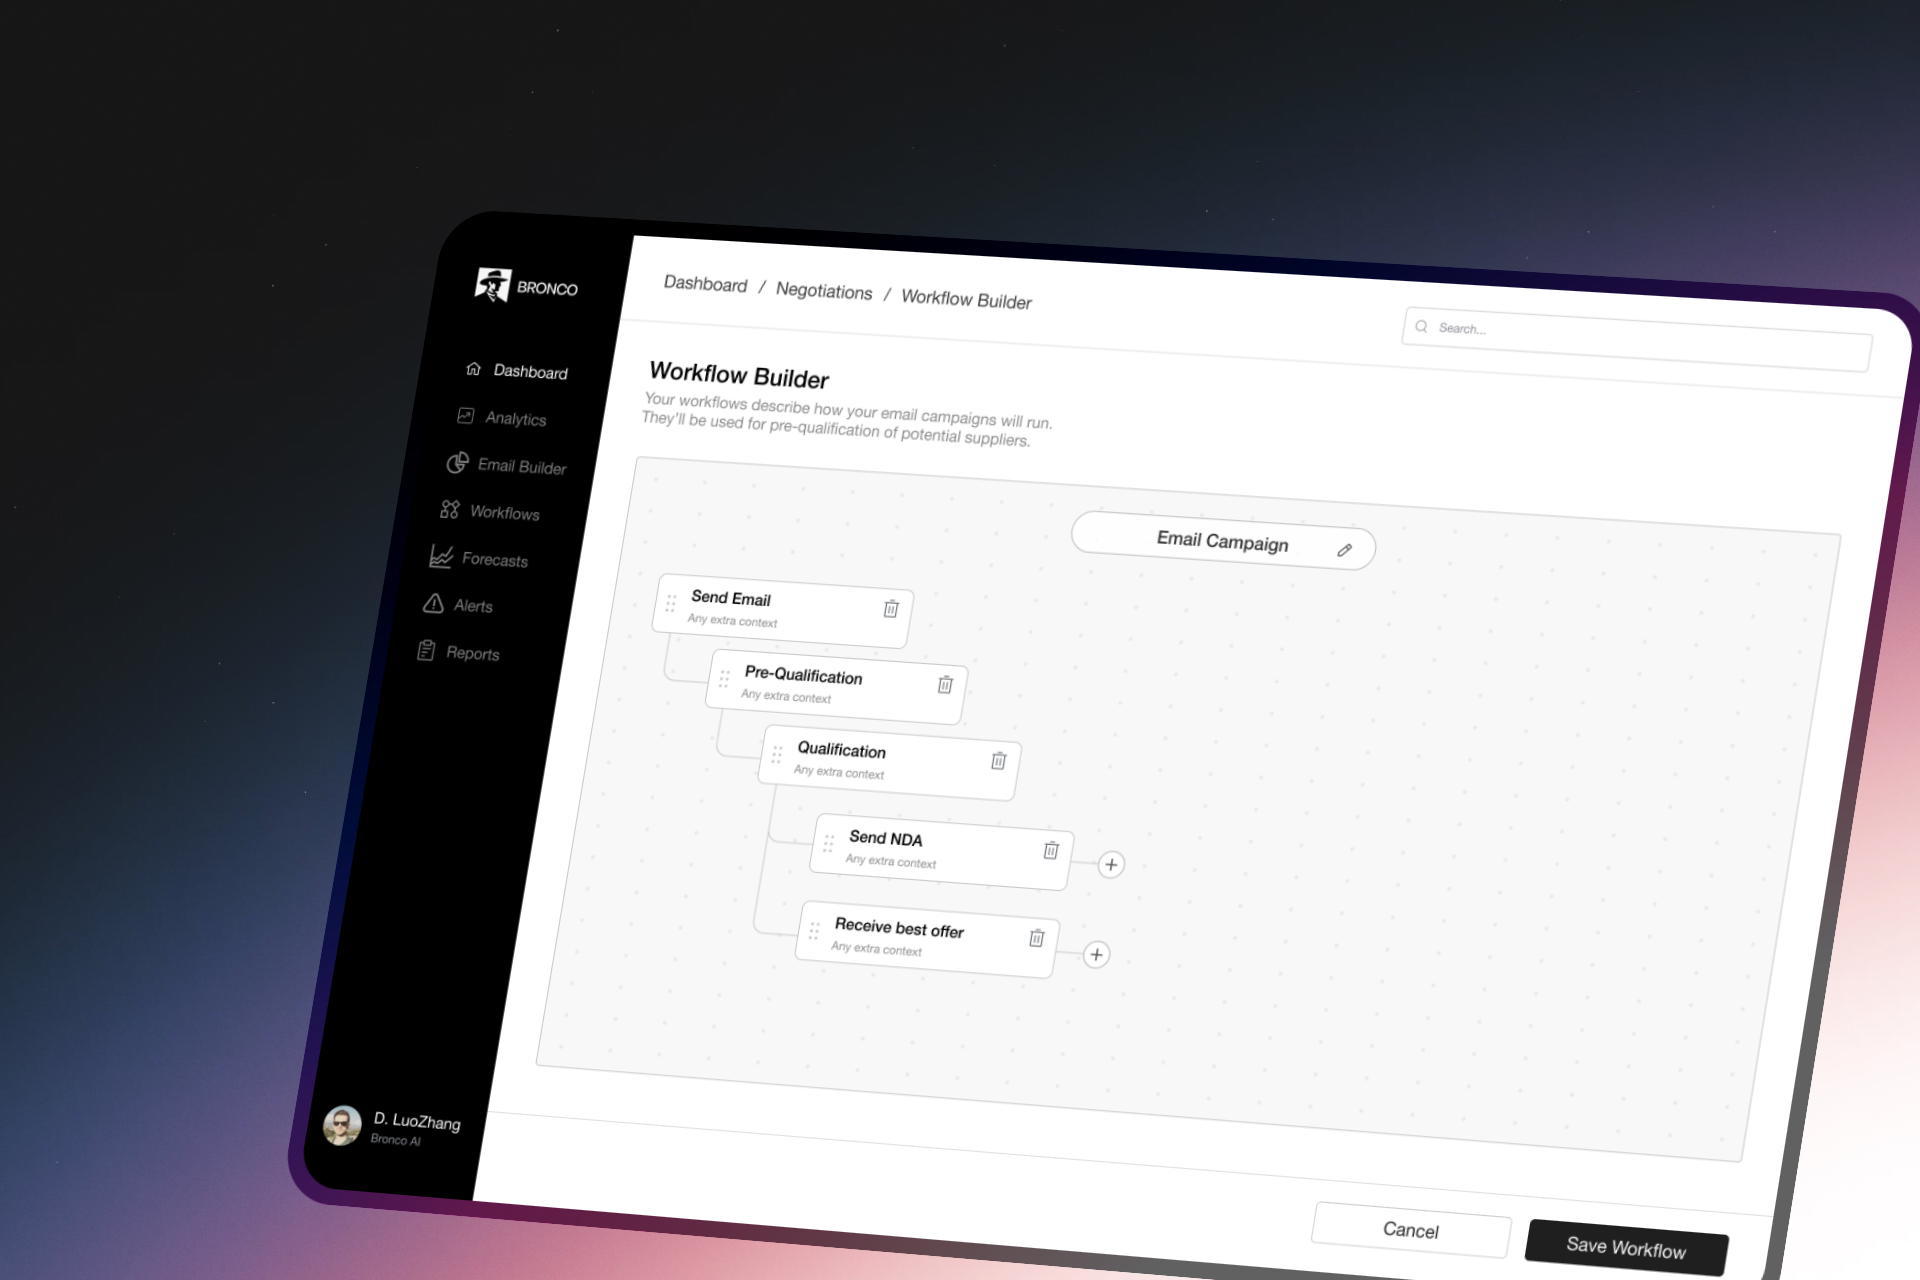 BRONCO
Dashboard / Negotiations / Workflow Builder
Search...
Dashboard
Analytics
Email Builder
Workflows
Forecasts
Alerts
Reports
D. LuoZhang
Bronco AI
Workflow Builder
Your workflows describe how your email campaigns will run.
They'll be used for pre-qualification of potential suppliers.
Email Campaign
Send Email
Any extra context
Pre-Qualification
Any extra context
Qualification
Any extra context
Send NDA
Any extra context
Receive best offer
Any extra context
Cancel
Save Workflow